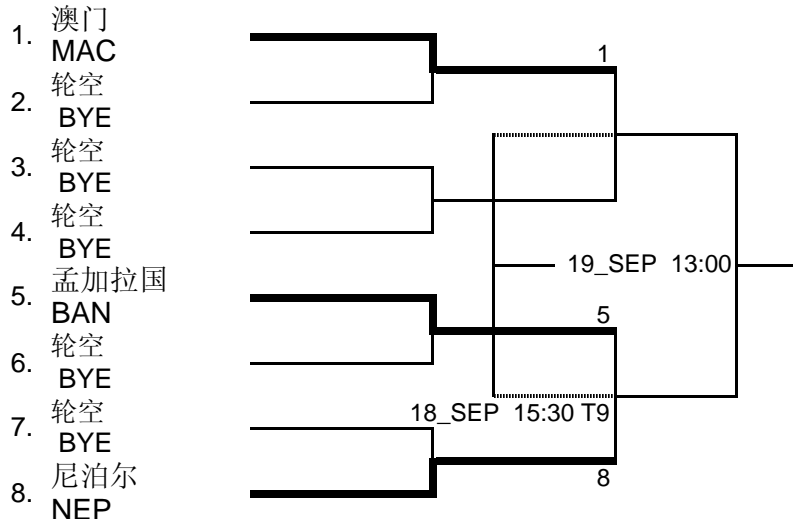 1. 澳门
MAC
1
2. 轮空
BYE
3. 轮空
BYE
4. 轮空
BYE
19_SEP 13:00
5. 孟加拉国
BAN
5
6. 轮空
BYE
18_SEP 15:30 T9
7. 轮空
BYE
8. 尼泊尔
NEP
8